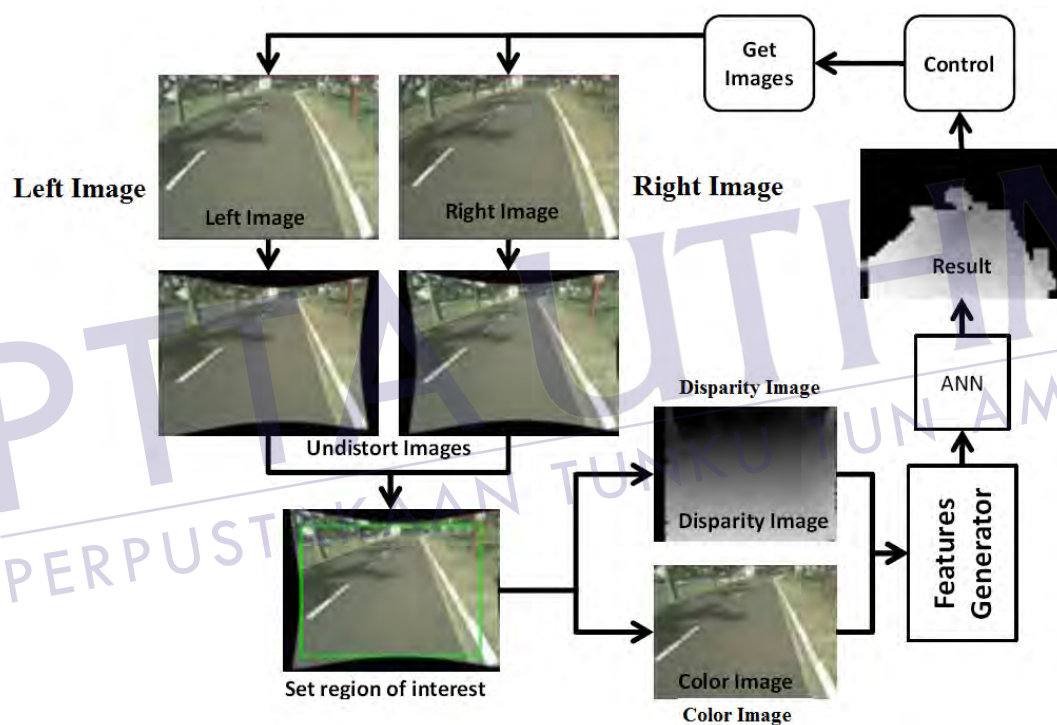 Get
Images
Control
Left Image
Left Image
Right Image
Right Image
Result
Undistort Images
Disparity Image
Disparity Image
ANN
Features
Generator
Set region of interest
Color Image
Color Image
PTTA UTHM
PERPUSTAKAAN TUNKU TUN AM